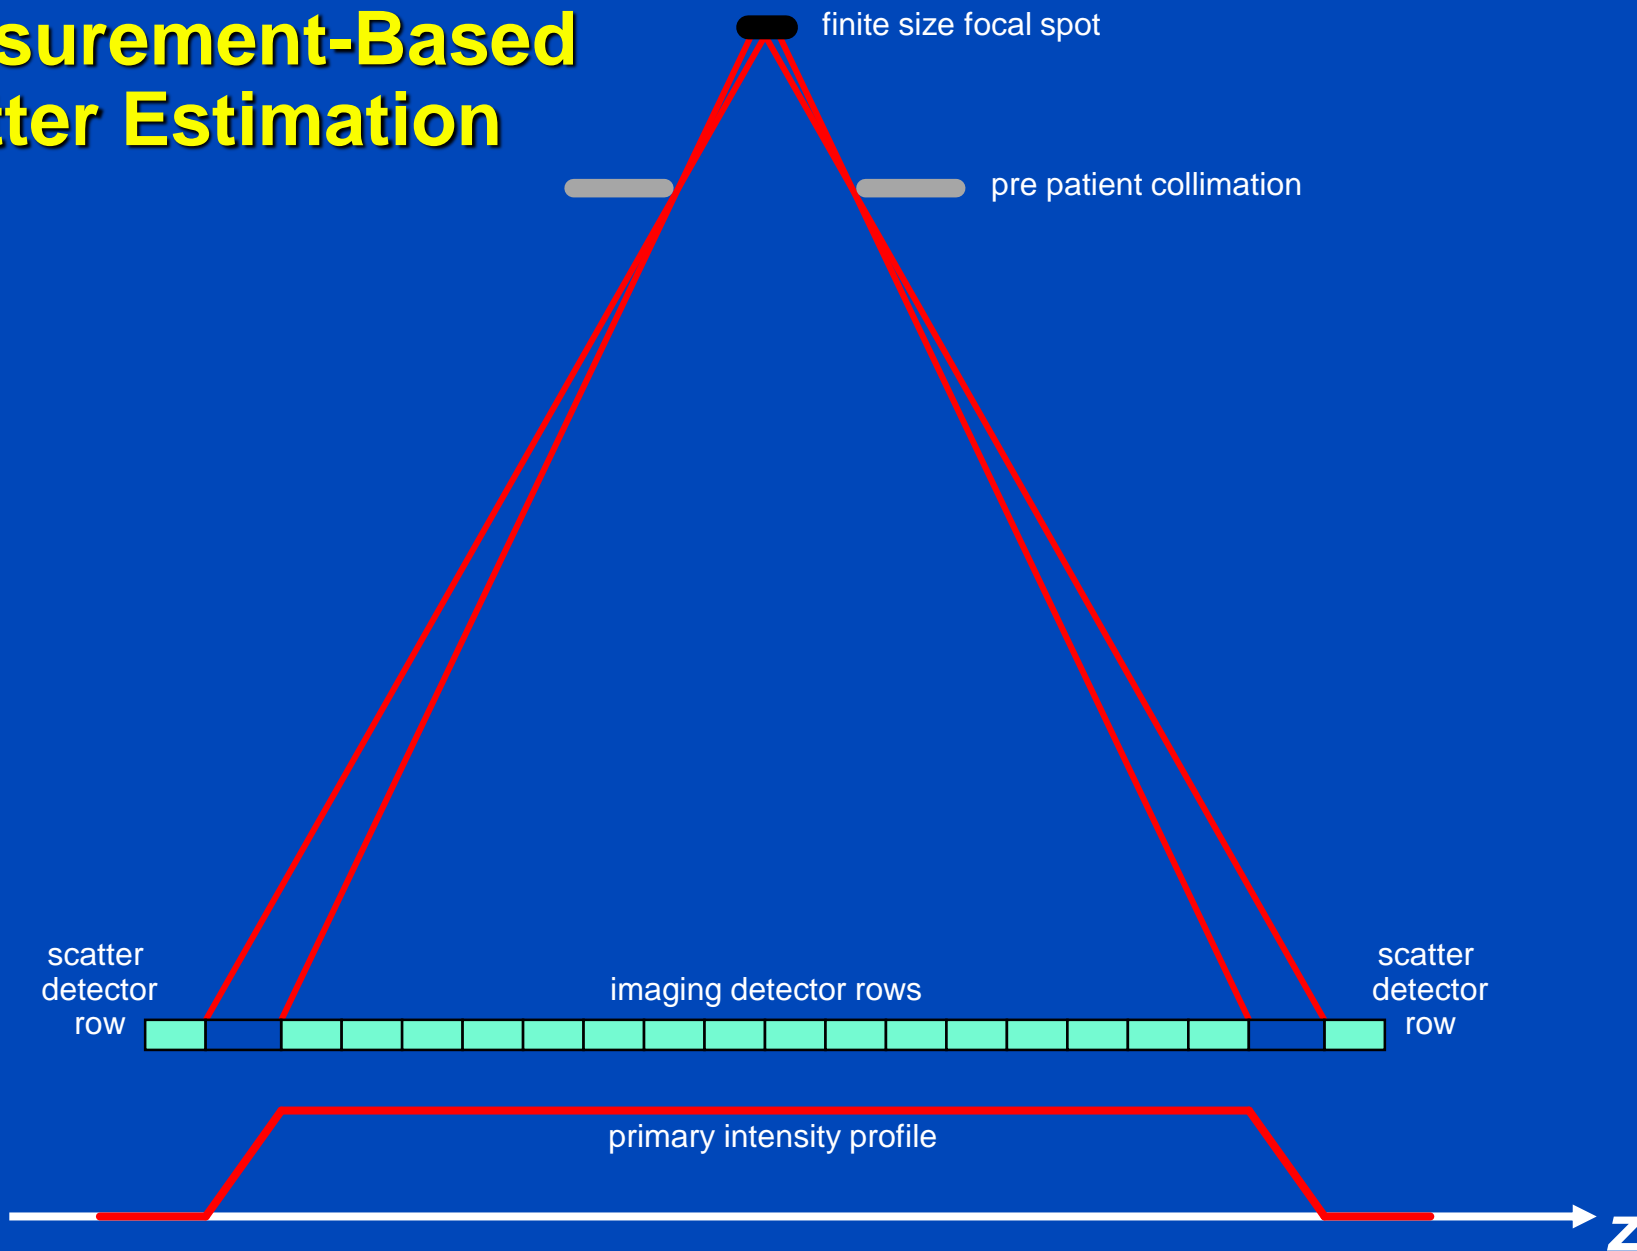 surement-Based
tter Estimation
finite size focal spot
pre patient collimation
scatter
detector
row
imaging detector rows
scatter
detector
row
primary intensity profile
z